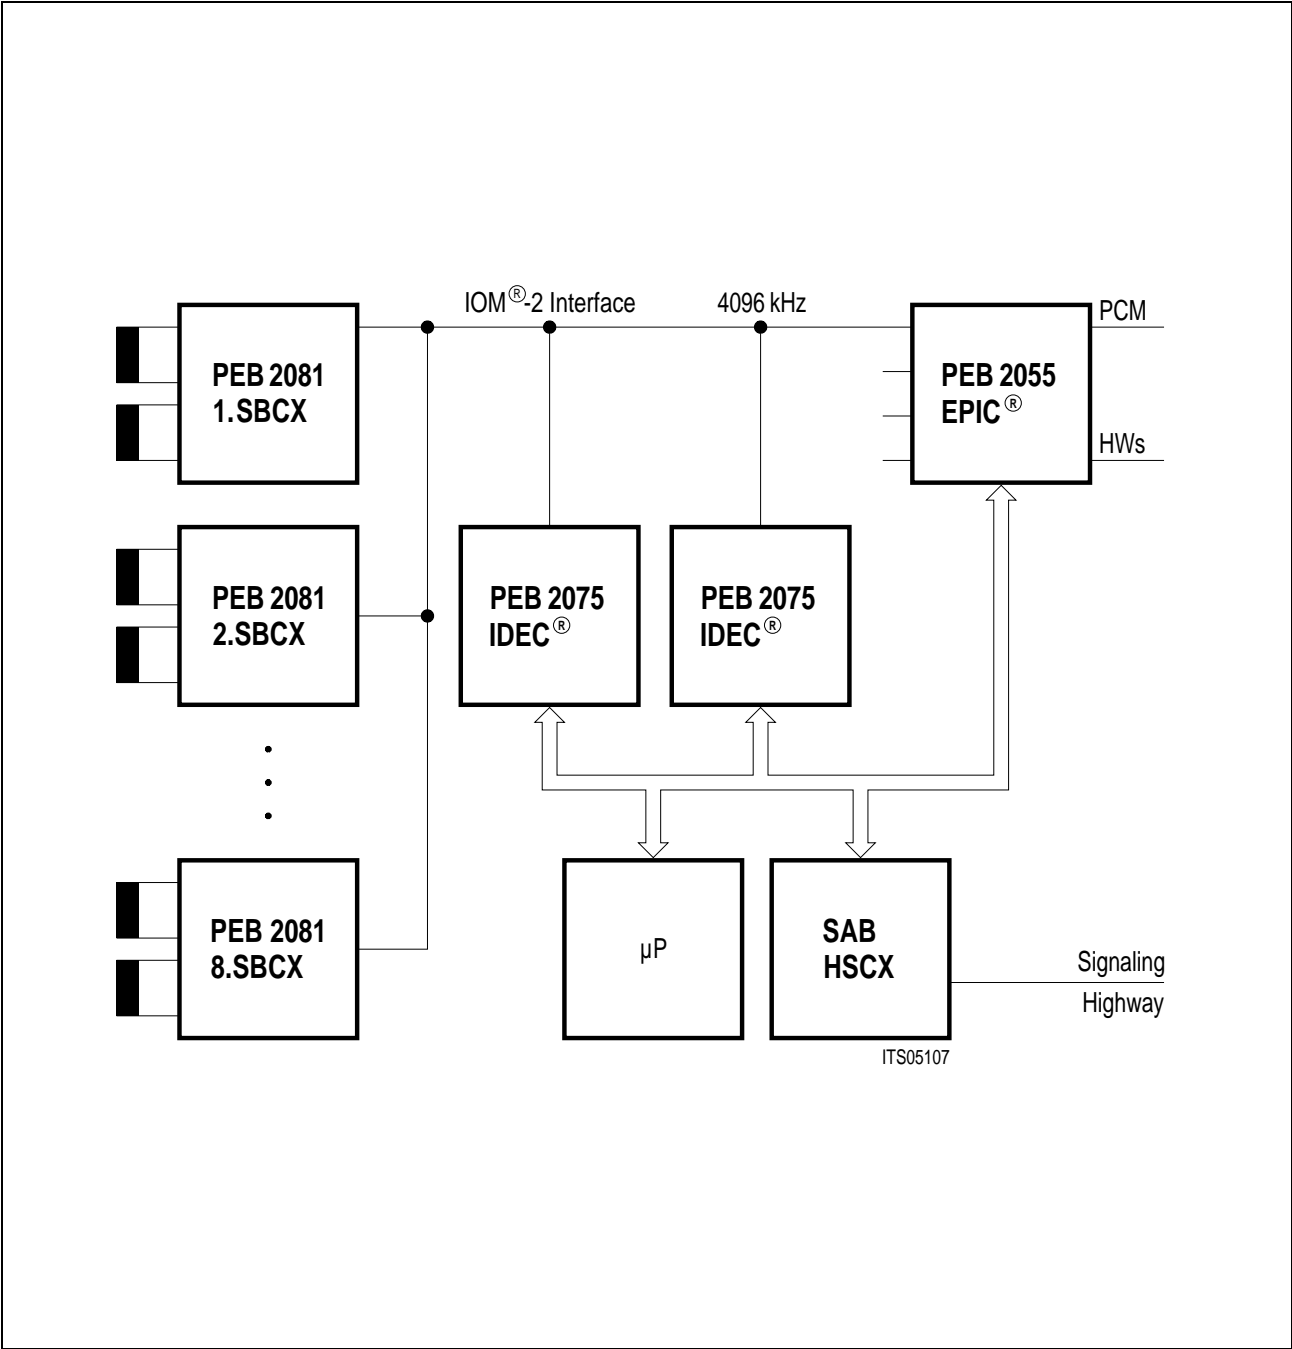 IOM®-2 Interface
4096 kHz
PCM
PEB 2081
1.SBCX
PEB 2055
EPIC®
HWs
PEB 2081
2.SBCX
PEB 2075
IDEC®
PEB 2075
IDEC®
PEB 2081
8.SBCX
µP
SAB
HSCX
Signaling
Highway
ITS05107